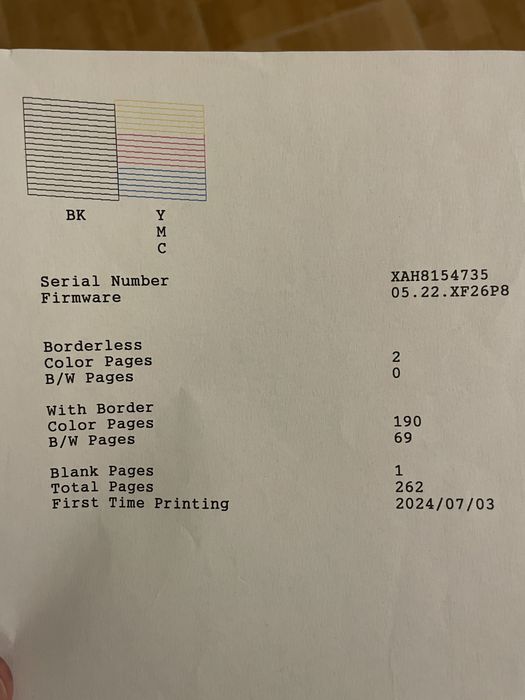 BK Y
M
C
Serial Number XAH8154735
Firmware 05.22.XF26P8
Borderless
Color Pages 2
B/W Pages 0
With Border
Color Pages 190
B/W Pages 69
Blank Pages 1
Total Pages 262
First Time Printing 2024/07/03